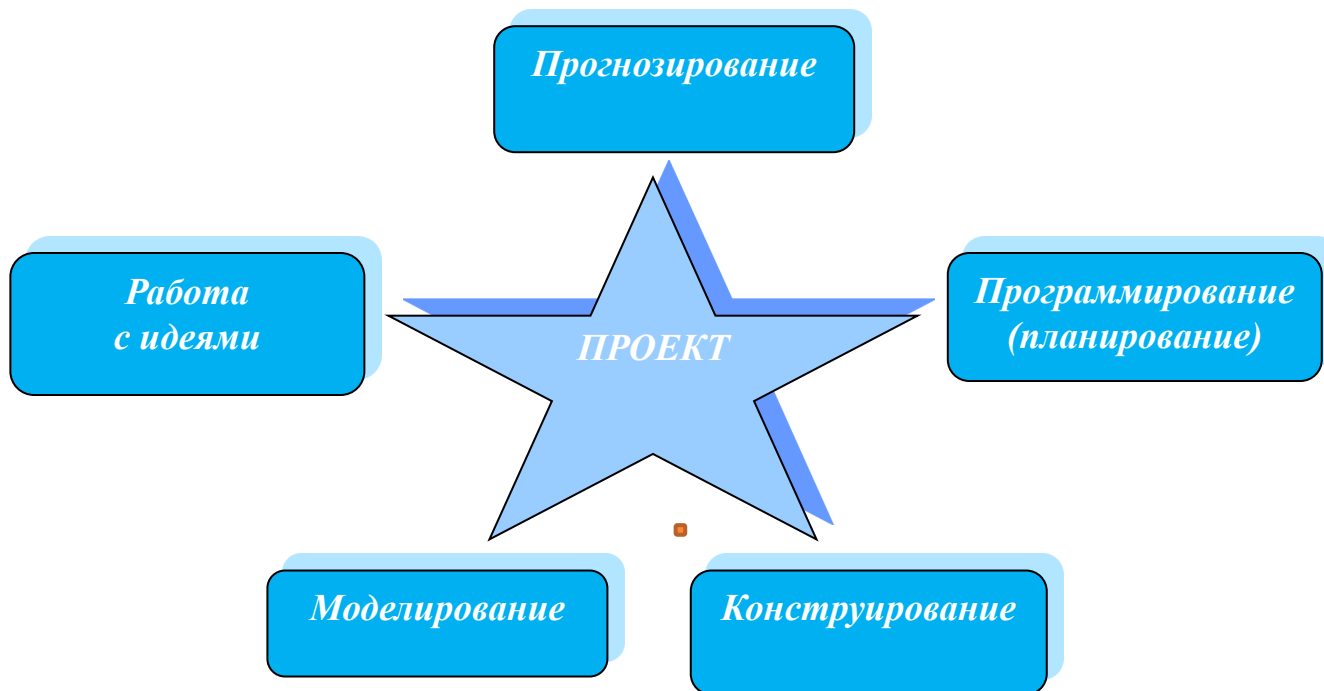 Прогнозирование
Работа
с идеями
ПРОЕКТ
Программирование
(планирование)
Моделирование
Конструирование